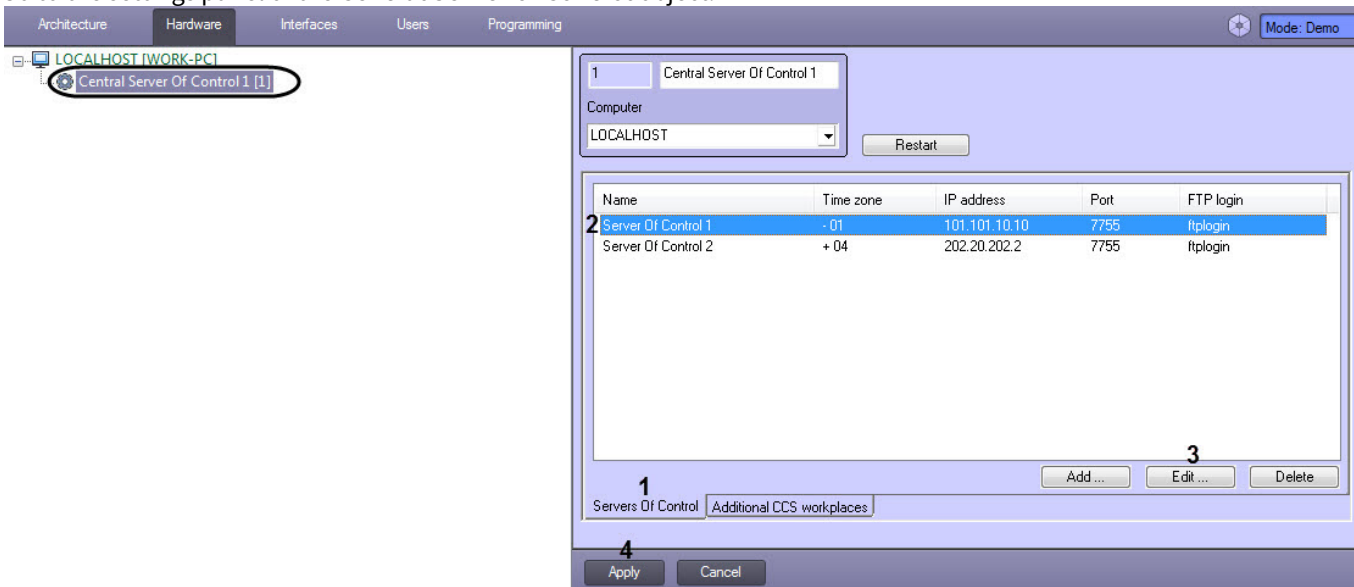 Architecture Hardware Interfaces Users Programming Mode: Demo
LOCALHOST [WORK-PC]
Central Server Of Control 1 [1]
1 Central Server Of Control 1
Computer
LOCALHOST
Restart
Name Time zone IP address Port FTP login
2 Server Of Control 1 - 01 101.101.10.10 7755 ftplogin
Server Of Control 2 + 04 202.20.202.2 7755 ftplogin
3
Add ... Edit ... Delete
1
Servers Of Control Additional CCS workplaces
4
Apply Cancel